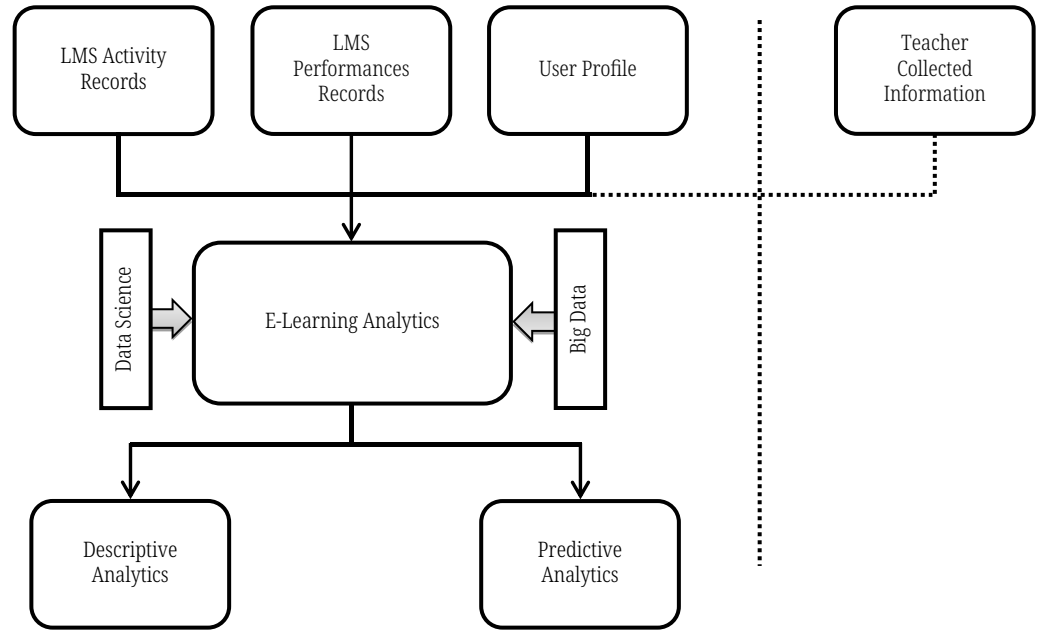 LMS Activity
Records
LMS
Performances
Records
User Profile
Teacher
Collected
Information
Data Science
E-Learning Analytics
Big Data
Descriptive
Analytics
Predictive
Analytics